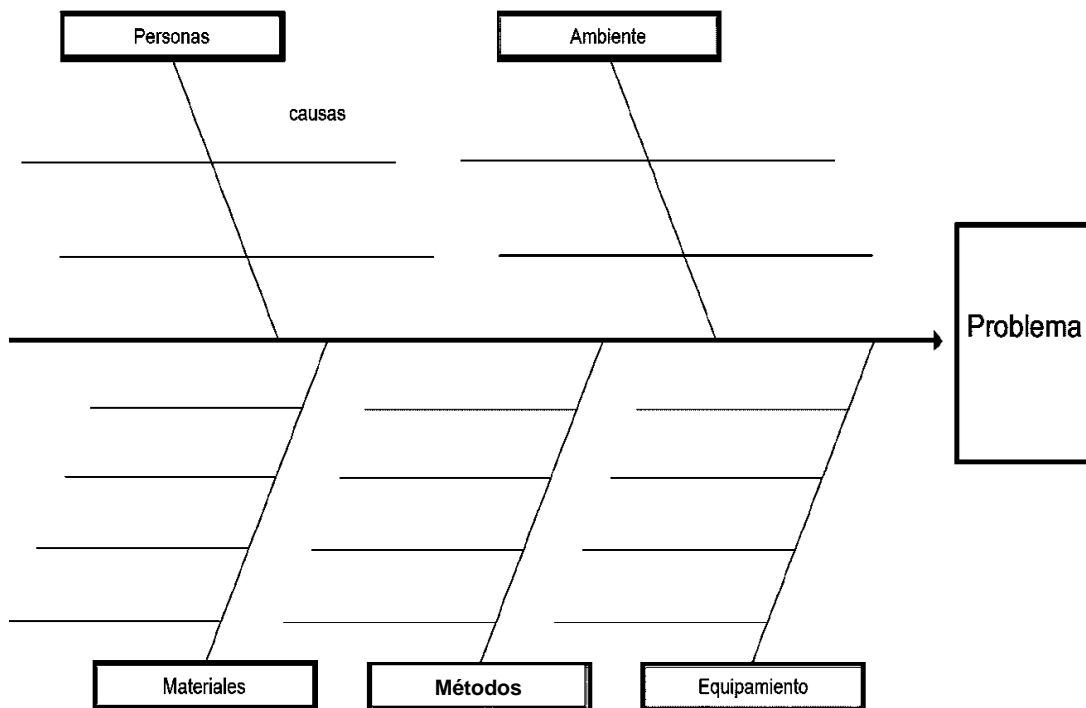 Personas
Ambiente
causas
Problema
Materiales
Métodos
Equipamiento